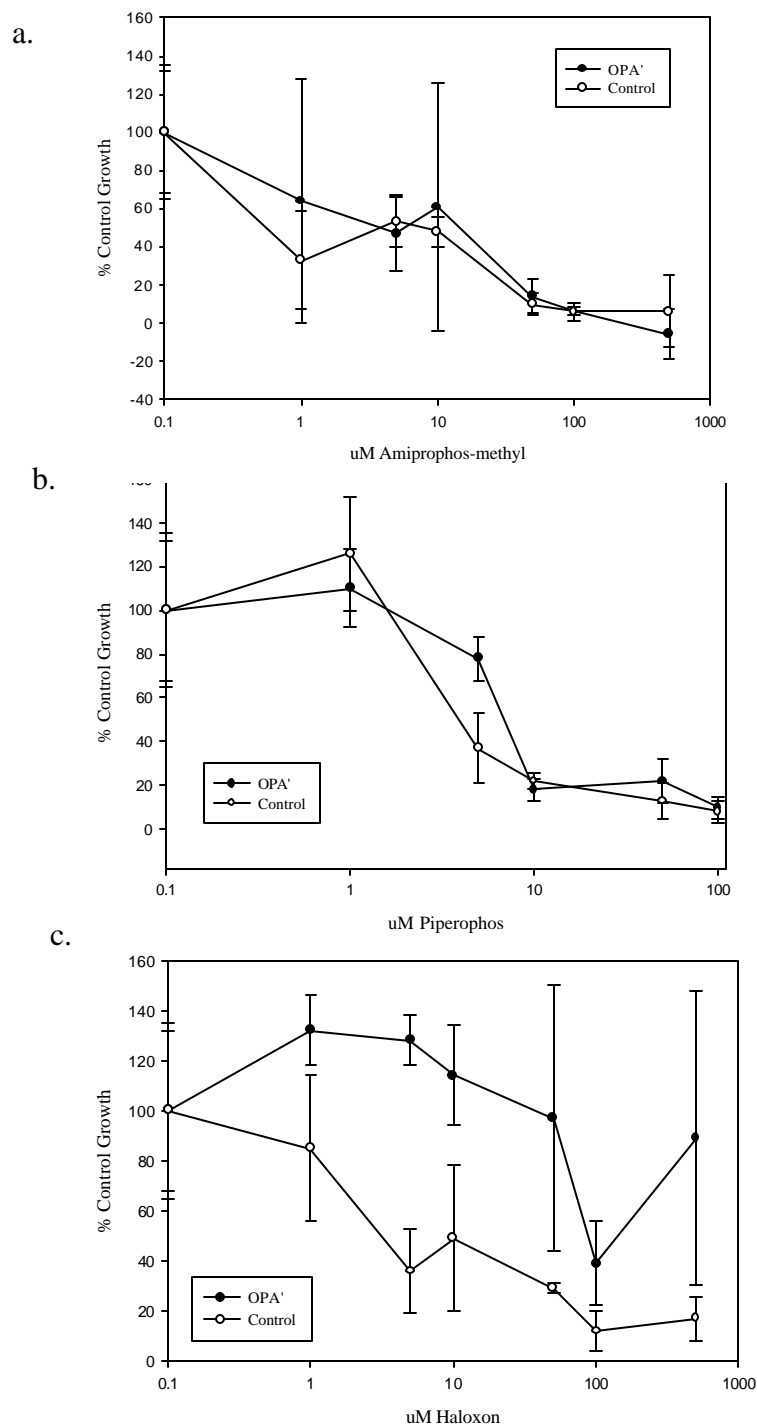 a.
160
140
120
100
80
60
40
20
0
-20
-40
% Control Growth
OPA'
Control
0.1 1 10 100 1000
uM Amiprophos-methyl
b.
140
120
100
80
60
40
20
0
% Control Growth
OPA'
Control
0.1 1 10 100
uM Piperophos
c.
160
140
120
100
80
60
40
20
0
% Control Growth
OPA'
Control
0.1 1 10 100 1000
uM Haloxon